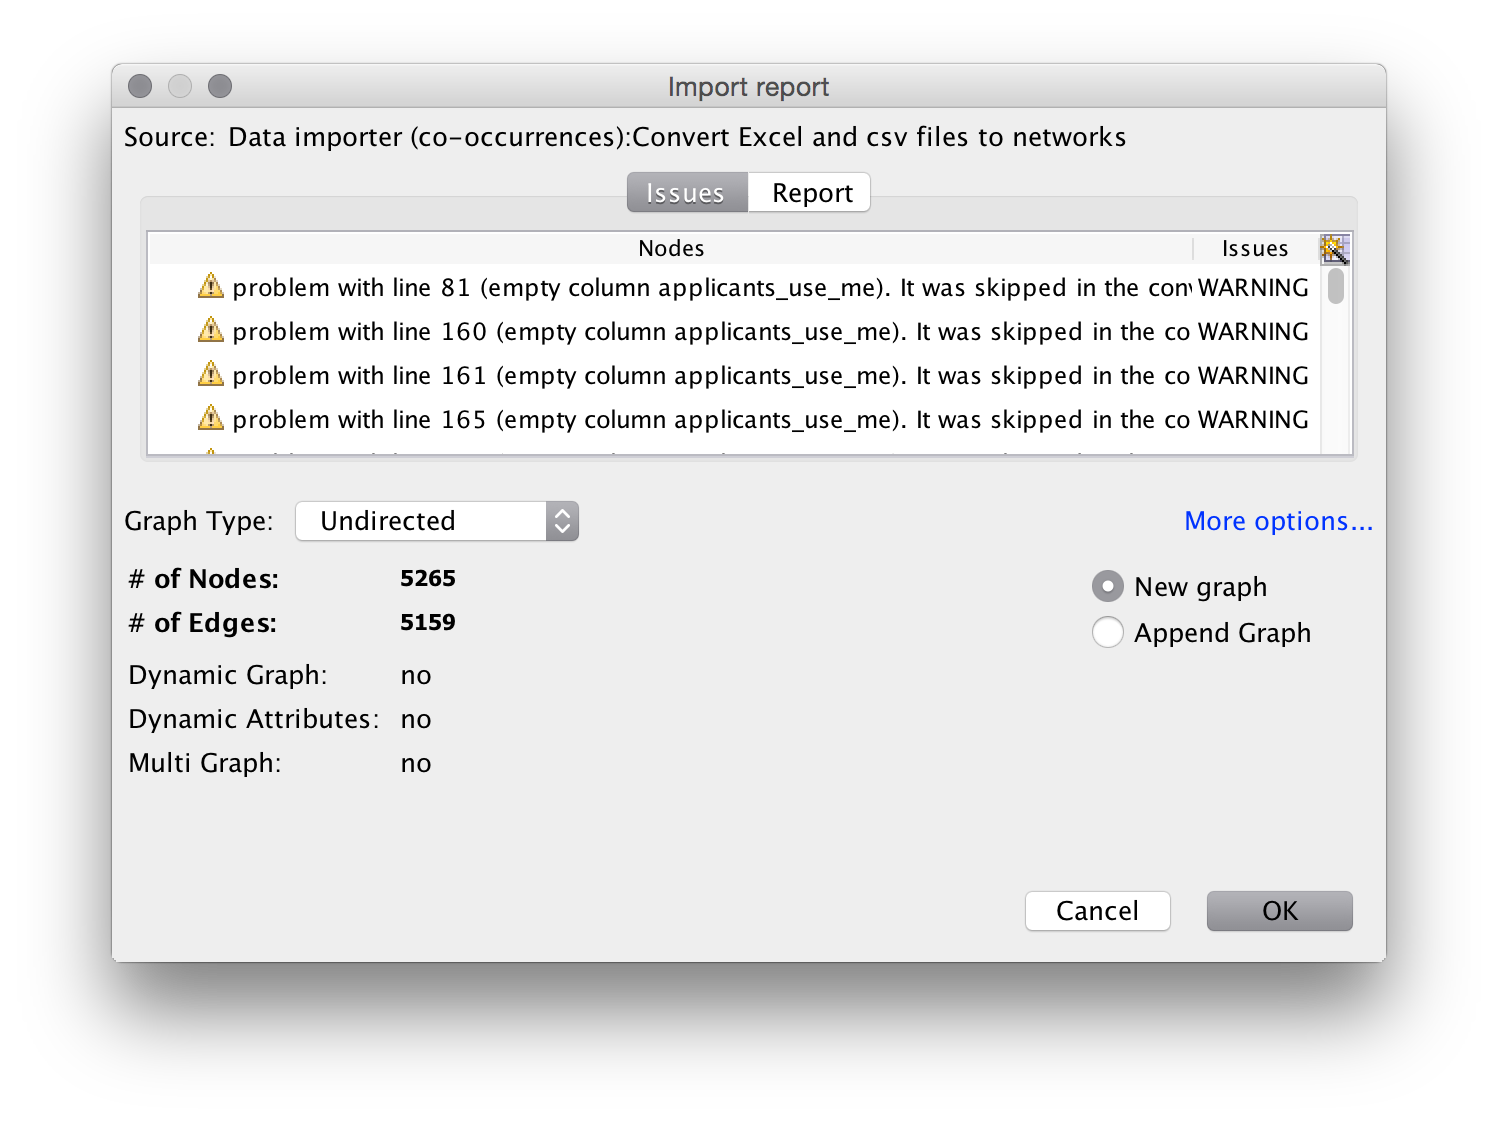 Import report
Source: Data importer (co-occurrences):Convert Excel and csv files to networks
Issues Report
Nodes Issues
problem with line 81 (empty column applicants_use_me). It was skipped in the con WARNING
problem with line 160 (empty column applicants_use_me). It was skipped in the co WARNING
problem with line 161 (empty column applicants_use_me). It was skipped in the co WARNING
problem with line 165 (empty column applicants_use_me). It was skipped in the co WARNING
Graph Type: Undirected More options...
# of Nodes: 5265
New graph
# of Edges: 5159
Append Graph
Dynamic Graph: no
Dynamic Attributes: no
Multi Graph: no
Cancel OK